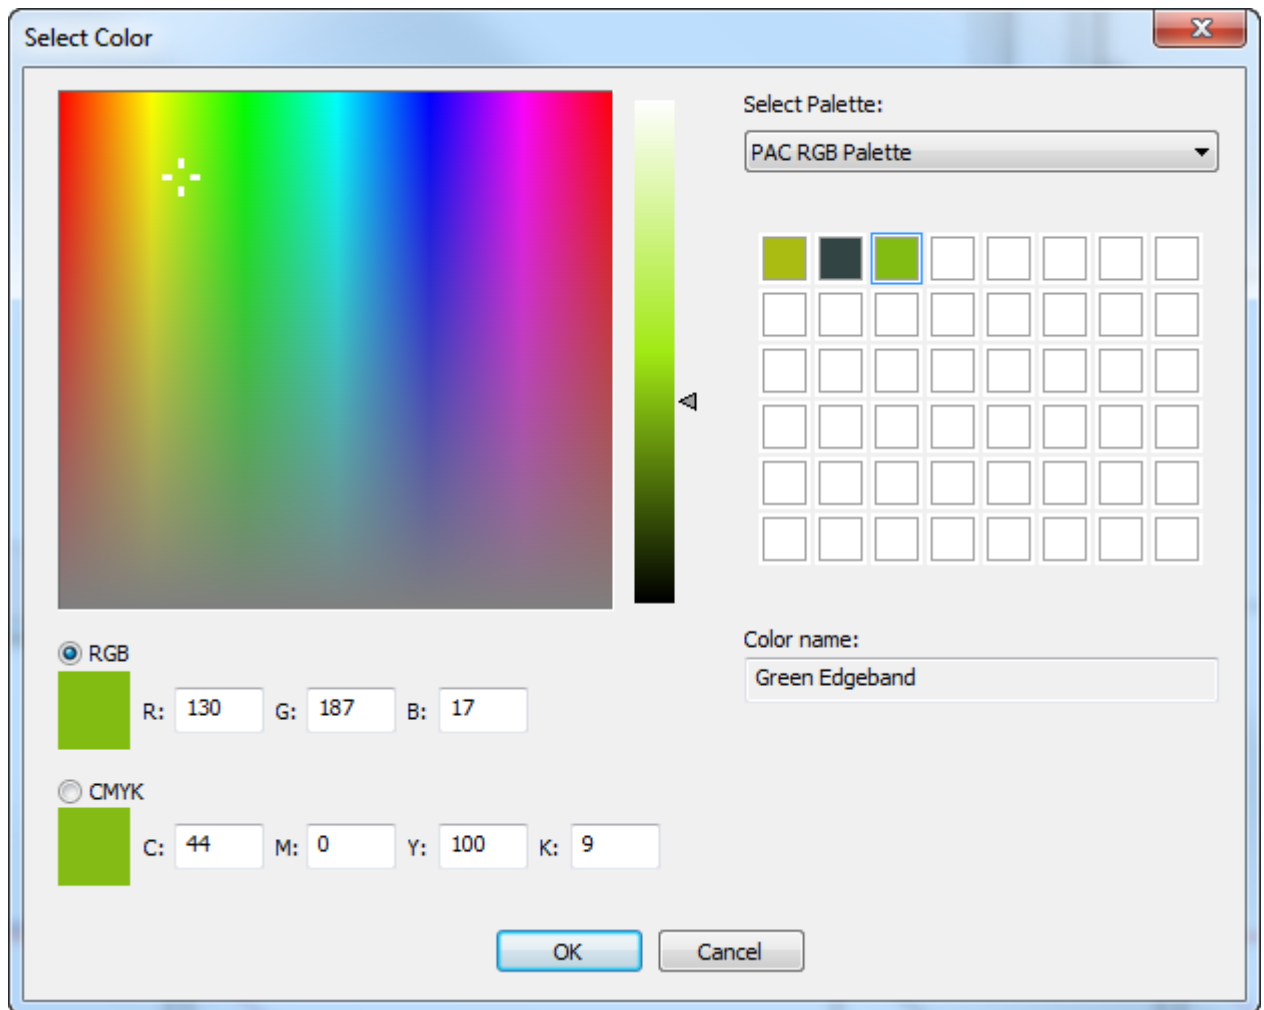 Select Color
Select Palette:
PAC RGB Palette
Color name:
Green Edgeband
RGB
R: 130 G: 187 B: 17
CMYK
C: 44 M: 0 Y: 100 K: 9
OK Cancel